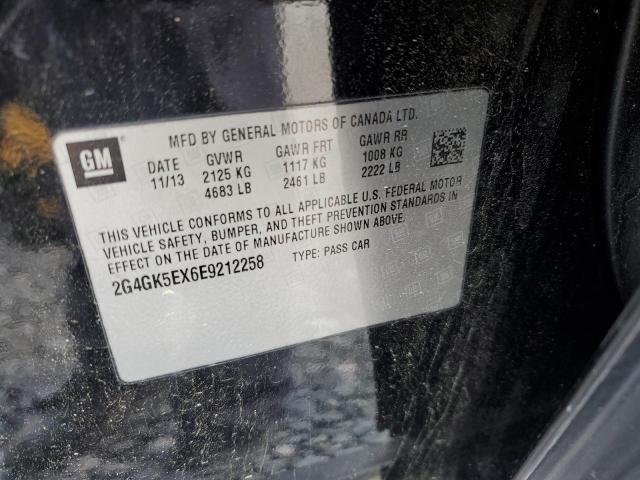 GM
MFD BY GENERAL MOTORS OF CANADA LTD.
DATE GVWR GAWR FRT GAWR RR
11/13 2125 KG 1117 KG 1008 KG
4683 LB 2461 LB 2222 LB
THIS VEHICLE CONFORMS TO ALL APPLICABLE U.S. FEDERAL MOTOR
VEHICLE SAFETY, BUMPER, AND THEFT PREVENTION STANDARDS IN
EFFECT ON THE DATE OF MANUFACTURE SHOWN ABOVE.
2G4GK5EX6E9212258 TYPE: PASS CAR